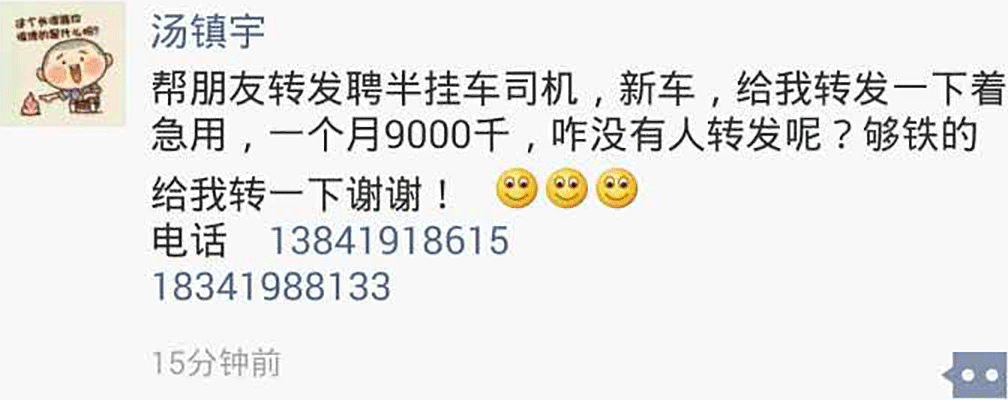 汤镇宇
帮朋友转发聘半挂车司机，新车，给我转发一下着
急用，一个月9000千，咋没有人转发呢？够铁的
给我转一下谢谢！
电话 13841918615
18341988133
15分钟前